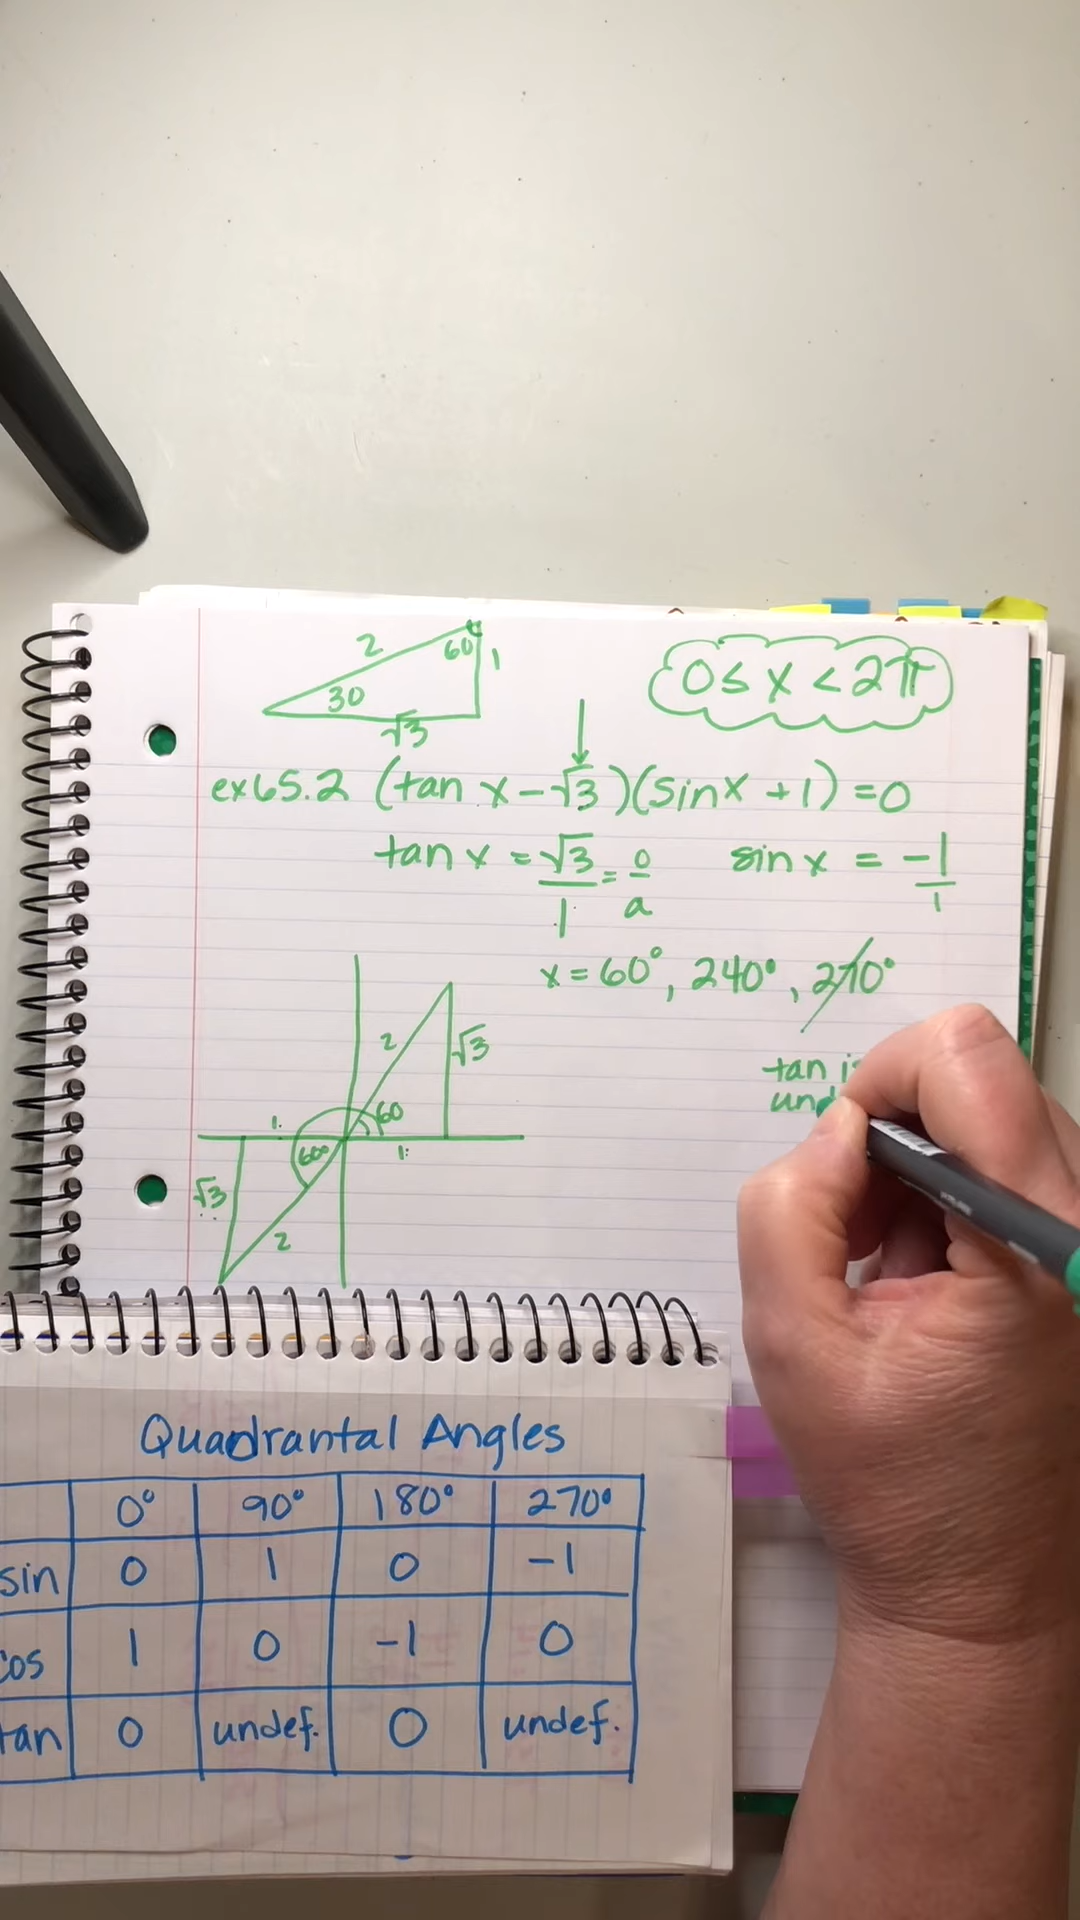 2 60 1
30
√3
0 ≤ x < 2π
ex 65.2 (tan x - √3)(sin x + 1) = 0
tan x = √3/1 = o/a sin x = -1/1
x = 60°, 240°, 270°
2 √3
tan
und
1 60
60° 1
√3
2
Quadrantal Angles
0° 90° 180° 270°
sin 0 1 0 -1
cos 1 0 -1 0
tan 0 undef. 0 undef.